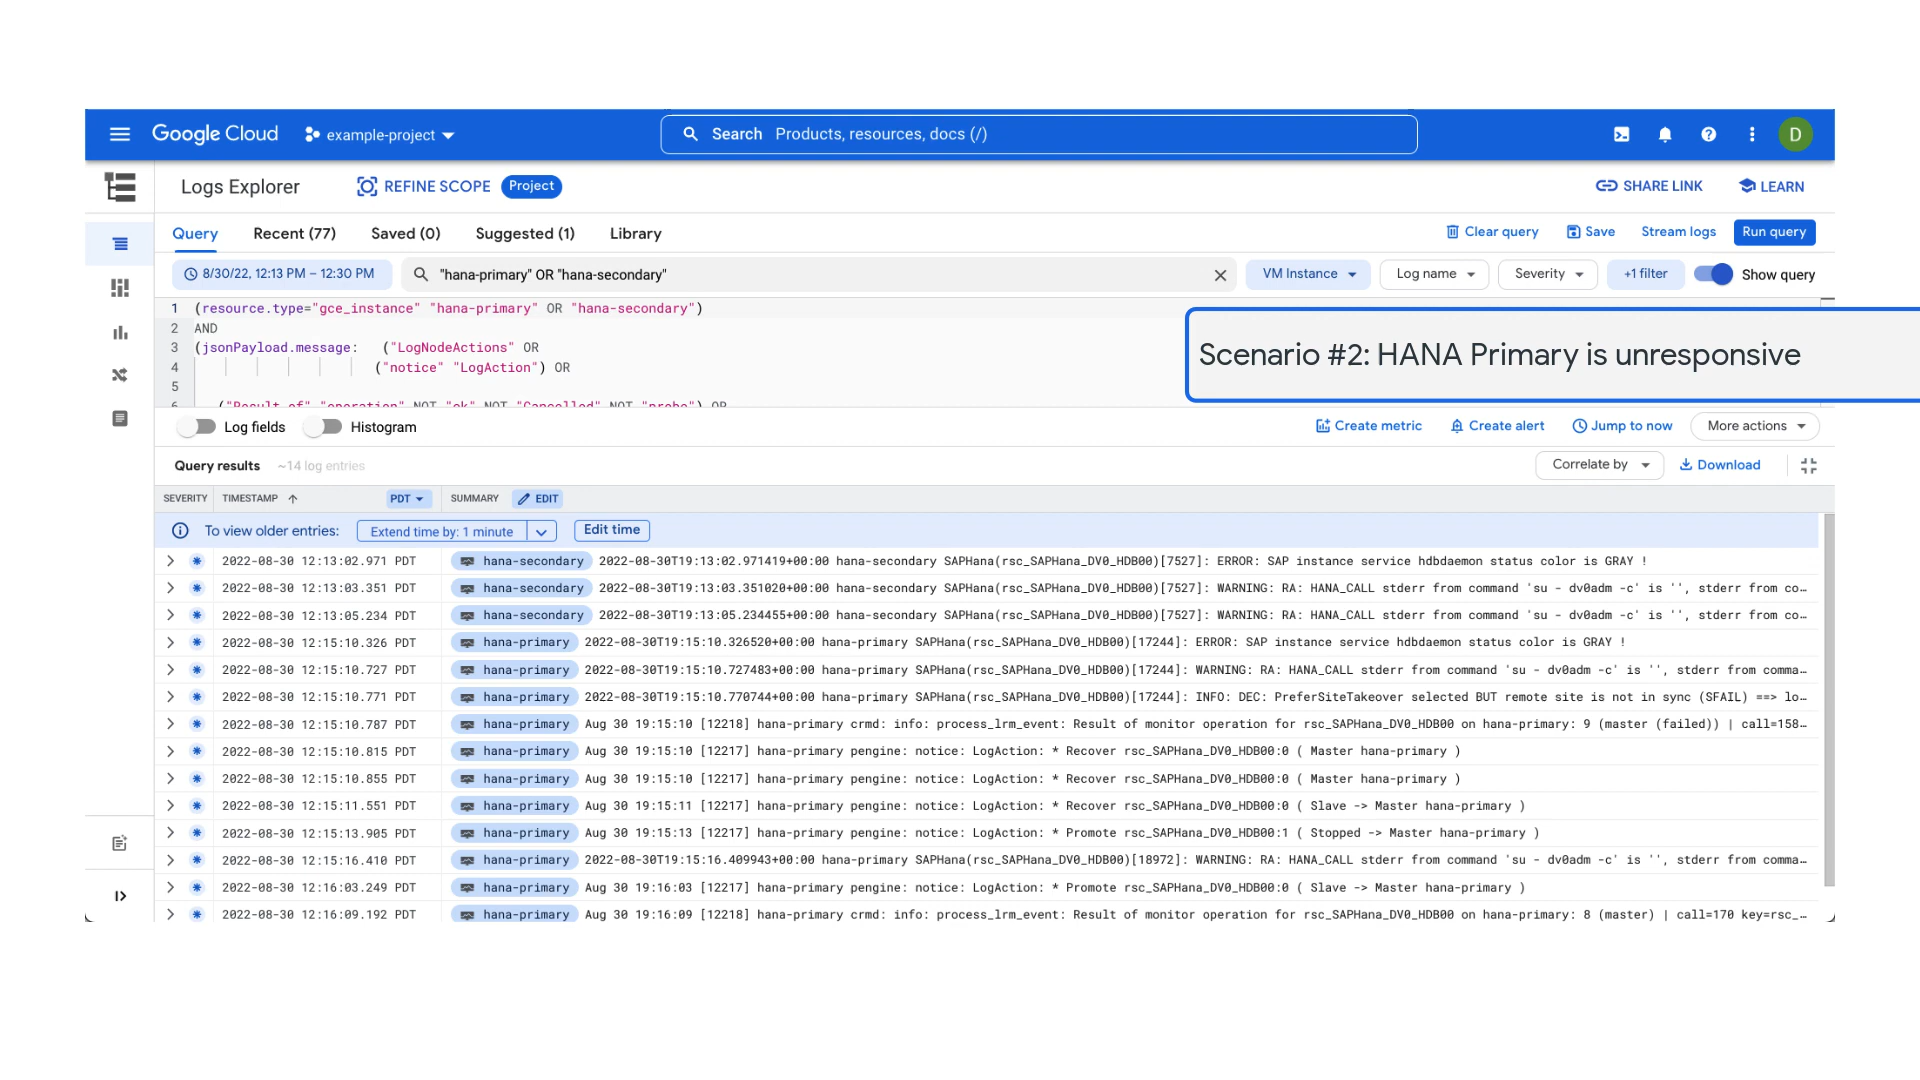 Google Cloud
example-project
Search Products, resources, docs (/)
D
Logs Explorer
REFINE SCOPE
Project
SHARE LINK
LEARN
Query
Recent (77)
Saved (0)
Suggested (1)
Library
Clear query
Save
Stream logs
Run query
8/30/22, 12:13 PM – 12:30 PM
"hana-primary" OR "hana-secondary"
VM Instance
Log name
Severity
+1 filter
Show query
1 (resource.type="gce_instance" "hana-primary" OR "hana-secondary")
2 AND
3 (jsonPayload.message: ("LogNodeActions" OR
4 ("notice" "LogAction") OR
5
6 ("Result of" "operation" NOT "ok" NOT "Cancelled" NOT "probe") OR
Scenario #2: HANA Primary is unresponsive
Log fields
Histogram
Create metric
Create alert
Jump to now
More actions
Query results ~14 log entries
Correlate by
Download
SEVERITY TIMESTAMP PDT SUMMARY EDIT
To view older entries: Extend time by: 1 minute Edit time
2022-08-30 12:13:02.971 PDT hana-secondary 2022-08-30T19:13:02.971419+00:00 hana-secondary SAPHana(rsc_SAPHana_DV0_HDB00)[7527]: ERROR: SAP instance service hdbdaemon status color is GRAY !
2022-08-30 12:13:03.351 PDT hana-secondary 2022-08-30T19:13:03.351020+00:00 hana-secondary SAPHana(rsc_SAPHana_DV0_HDB00)[7527]: WARNING: RA: HANA_CALL stderr from command 'su - dv0adm -c' is '', stderr from co…
2022-08-30 12:13:05.234 PDT hana-secondary 2022-08-30T19:13:05.234455+00:00 hana-secondary SAPHana(rsc_SAPHana_DV0_HDB00)[7527]: WARNING: RA: HANA_CALL stderr from command 'su - dv0adm -c' is '', stderr from co…
2022-08-30 12:15:10.326 PDT hana-primary 2022-08-30T19:15:10.326520+00:00 hana-primary SAPHana(rsc_SAPHana_DV0_HDB00)[17244]: ERROR: SAP instance service hdbdaemon status color is GRAY !
2022-08-30 12:15:10.727 PDT hana-primary 2022-08-30T19:15:10.727483+00:00 hana-primary SAPHana(rsc_SAPHana_DV0_HDB00)[17244]: WARNING: RA: HANA_CALL stderr from command 'su - dv0adm -c' is '', stderr from comma…
2022-08-30 12:15:10.771 PDT hana-primary 2022-08-30T19:15:10.770744+00:00 hana-primary SAPHana(rsc_SAPHana_DV0_HDB00)[17244]: INFO: DEC: PreferSiteTakeover selected BUT remote site is not in sync (SFAIL) ==> lo…
2022-08-30 12:15:10.787 PDT hana-primary Aug 30 19:15:10 [12218] hana-primary crmd: info: process_lrm_event: Result of monitor operation for rsc_SAPHana_DV0_HDB00 on hana-primary: 9 (master (failed)) | call=158…
2022-08-30 12:15:10.815 PDT hana-primary Aug 30 19:15:10 [12217] hana-primary pengine: notice: LogAction: * Recover rsc_SAPHana_DV0_HDB00:0 ( Master hana-primary )
2022-08-30 12:15:10.855 PDT hana-primary Aug 30 19:15:10 [12217] hana-primary pengine: notice: LogAction: * Recover rsc_SAPHana_DV0_HDB00:0 ( Master hana-primary )
2022-08-30 12:15:11.551 PDT hana-primary Aug 30 19:15:11 [12217] hana-primary pengine: notice: LogAction: * Recover rsc_SAPHana_DV0_HDB00:0 ( Slave -> Master hana-primary )
2022-08-30 12:15:13.905 PDT hana-primary Aug 30 19:15:13 [12217] hana-primary pengine: notice: LogAction: * Promote rsc_SAPHana_DV0_HDB00:1 ( Stopped -> Master hana-primary )
2022-08-30 12:15:16.410 PDT hana-primary 2022-08-30T19:15:16.409943+00:00 hana-primary SAPHana(rsc_SAPHana_DV0_HDB00)[18972]: WARNING: RA: HANA_CALL stderr from command 'su - dv0adm -c' is '', stderr from comma…
2022-08-30 12:16:03.249 PDT hana-primary Aug 30 19:16:03 [12217] hana-primary pengine: notice: LogAction: * Promote rsc_SAPHana_DV0_HDB00:0 ( Slave -> Master hana-primary )
2022-08-30 12:16:09.192 PDT hana-primary Aug 30 19:16:09 [12218] hana-primary crmd: info: process_lrm_event: Result of monitor operation for rsc_SAPHana_DV0_HDB00 on hana-primary: 8 (master) | call=170 key=rsc_…